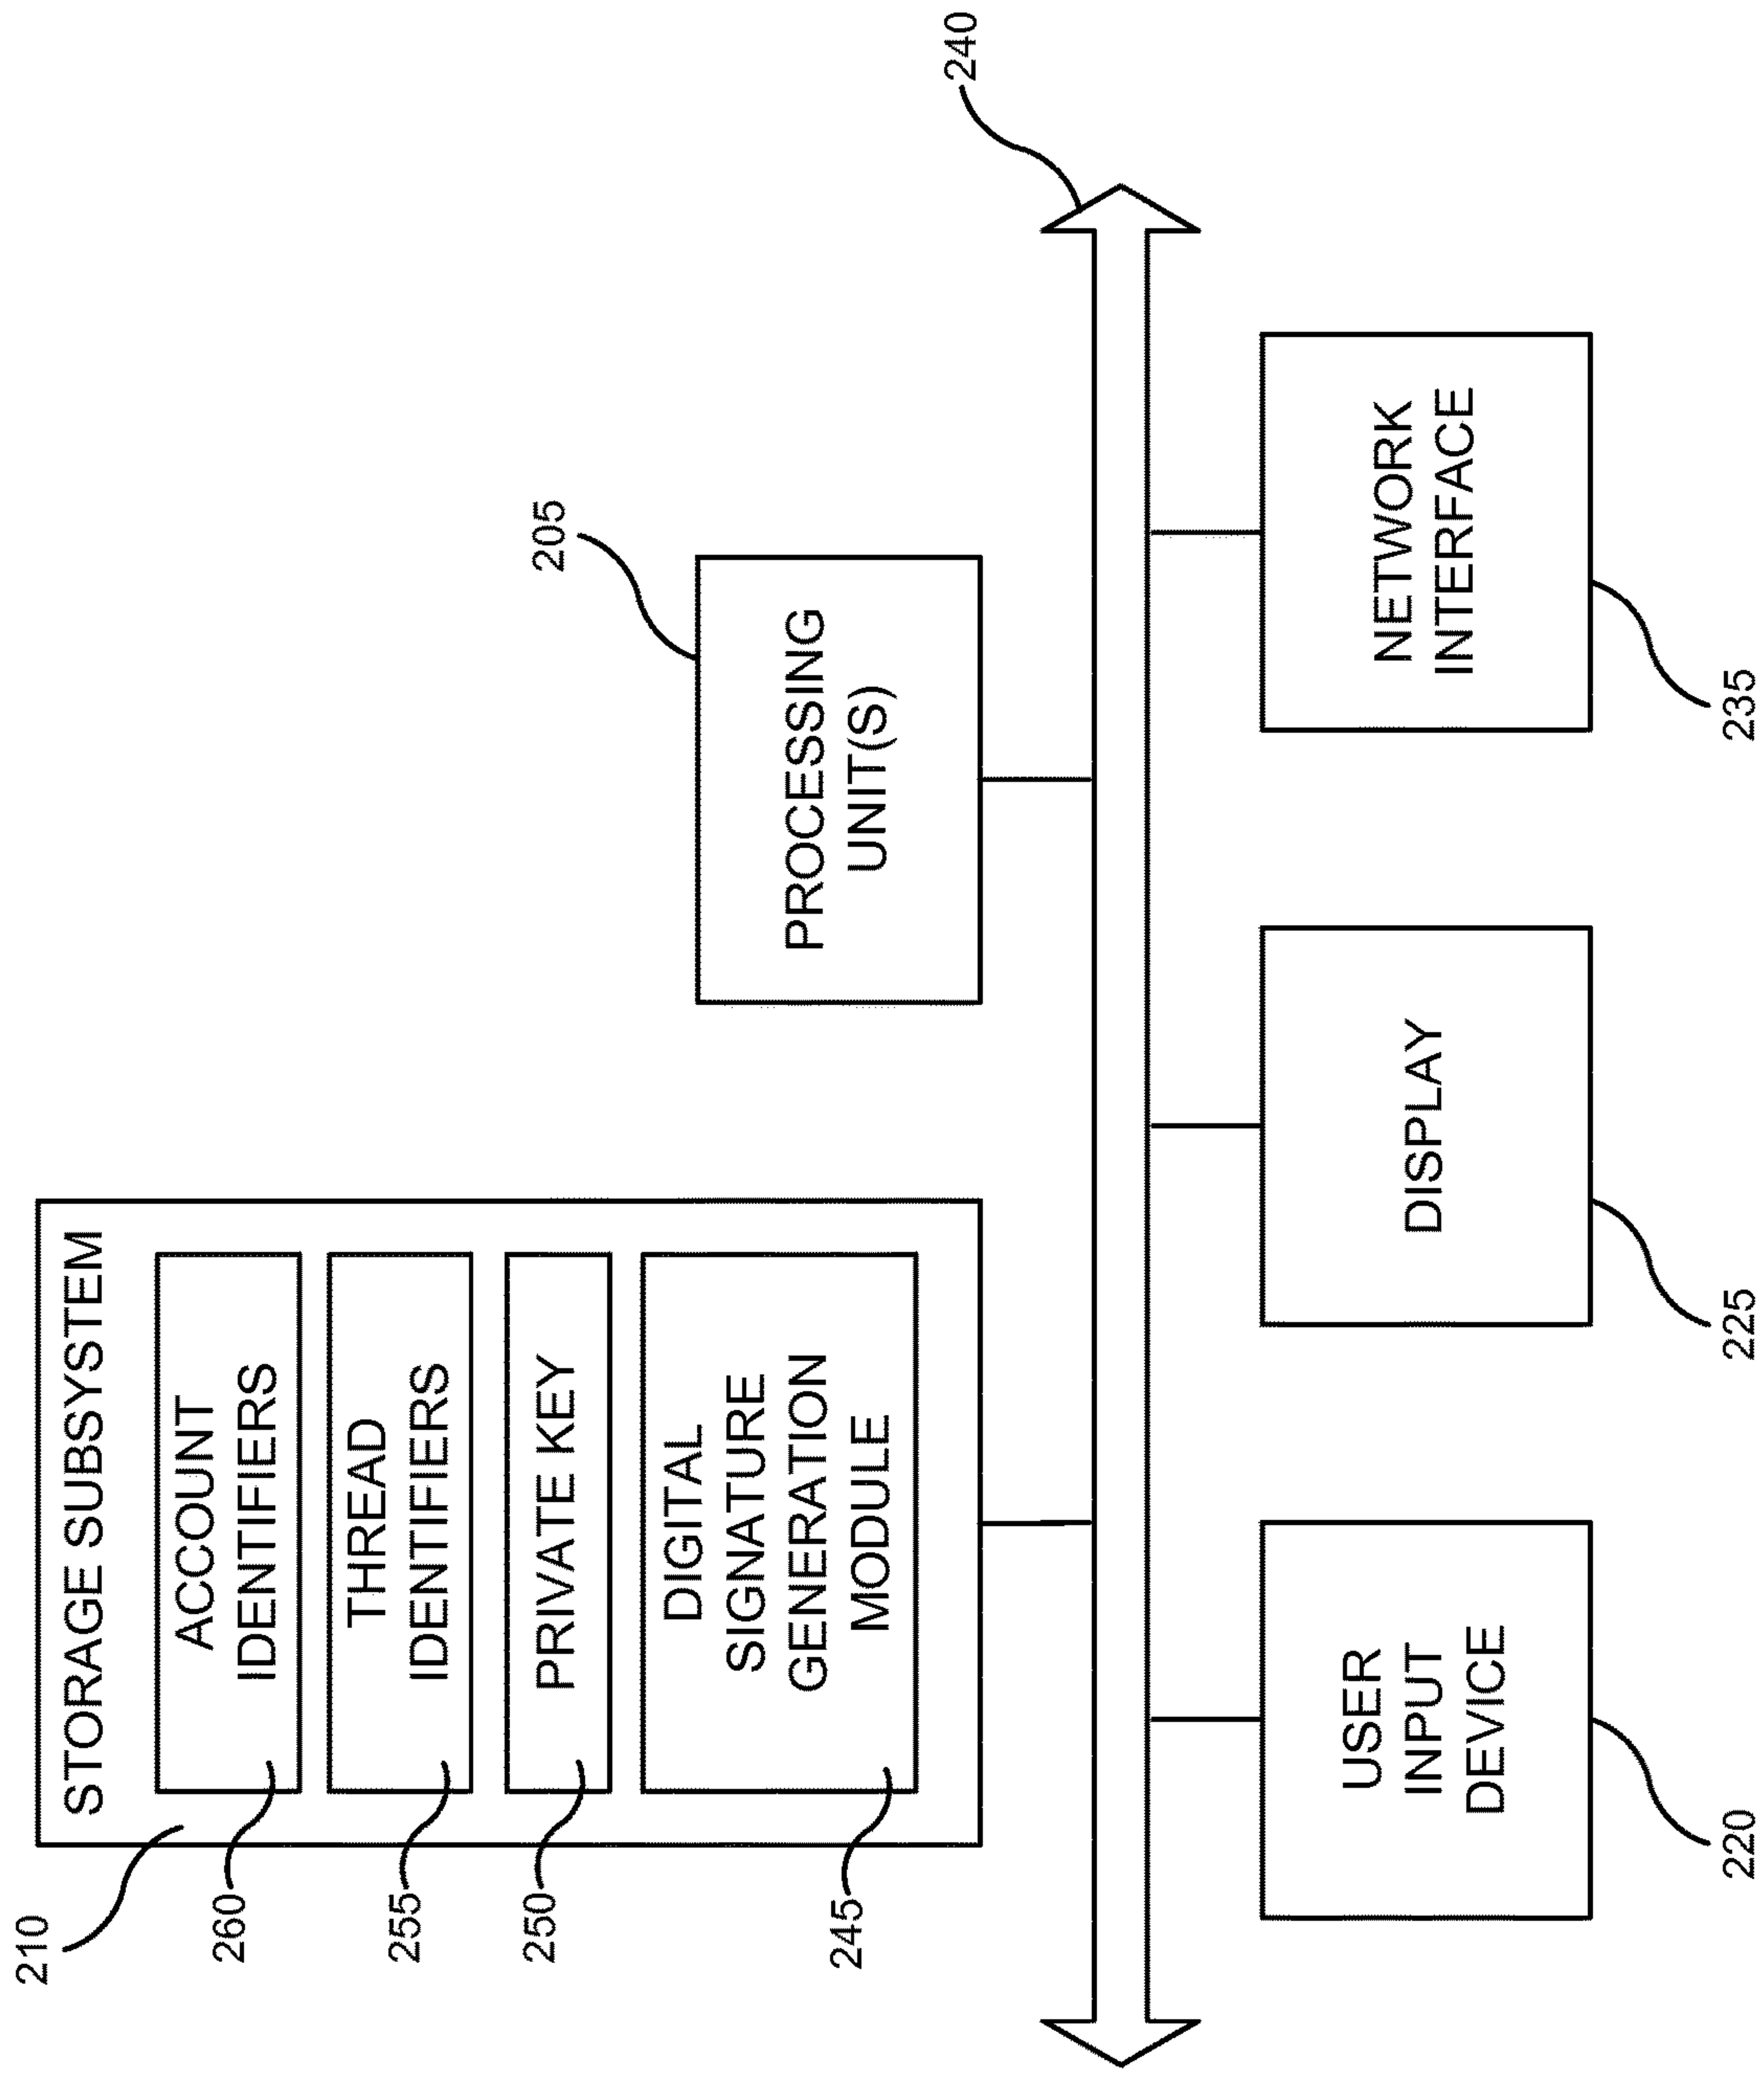 210
STORAGE SUBSYSTEM
260
ACCOUNT
IDENTIFIERS
255
THREAD
IDENTIFIERS
250
PRIVATE KEY
245
DIGITAL
SIGNATURE
GENERATION
MODULE
205
PROCESSING
UNIT(S)
240
USER
INPUT
DEVICE
220
DISPLAY
225
NETWORK
INTERFACE
235